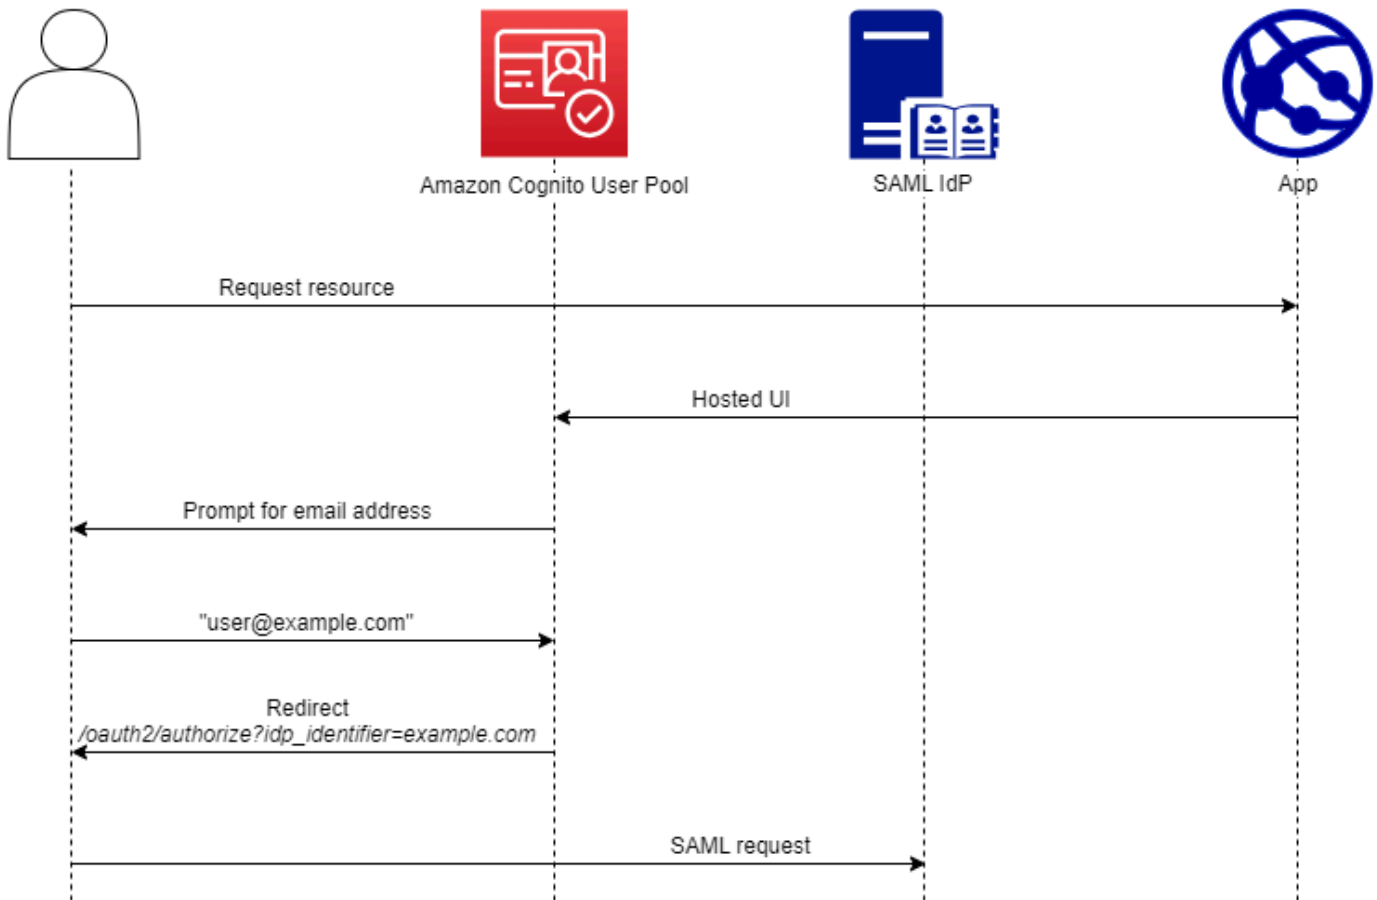 Amazon Cognito User Pool
SAML IdP
App
Request resource
Hosted UI
Prompt for email address
"user@example.com"
Redirect
/oauth2/authorize?idp_identifier=example.com
SAML request